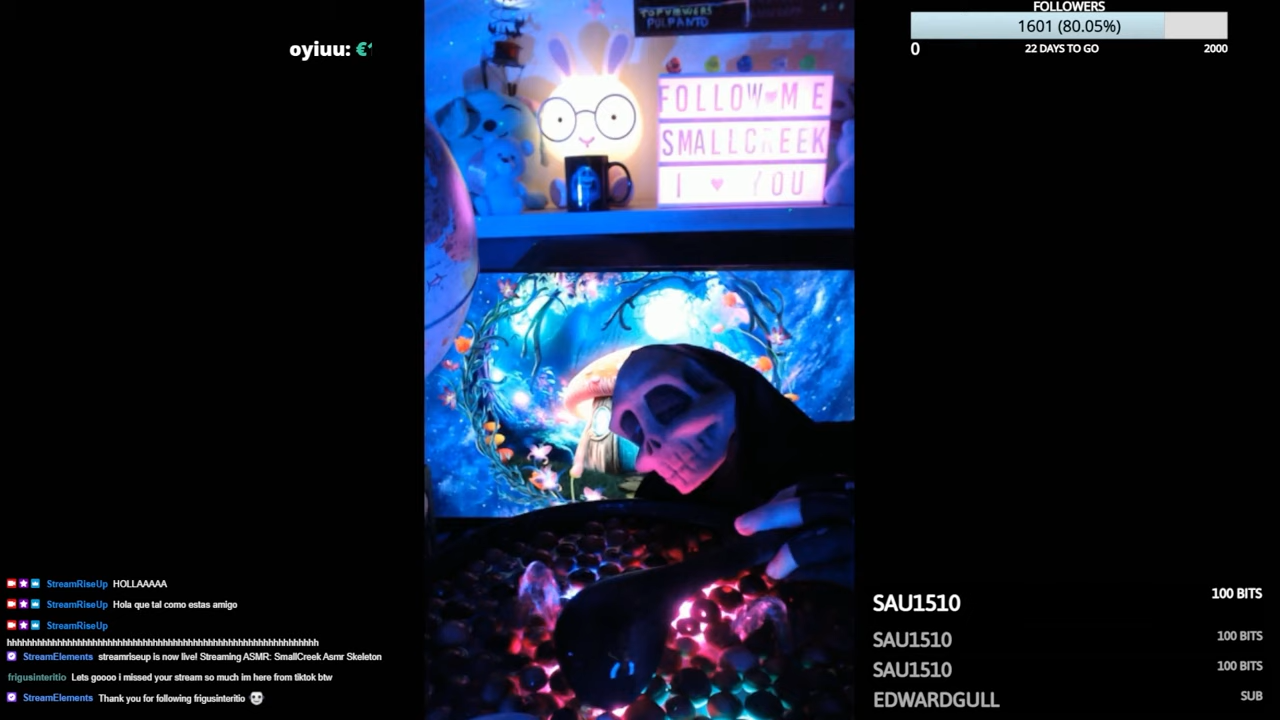 FOLLOWERS
1601 (80.05%)
0
22 DAYS TO GO
2000
oyiuu:
TOPVIEWERS
PULPANTO
FOLLOW♥ME
SMALLCREEK
I ♥ YOU
StreamRiseUp HOLLAAAAA
StreamRiseUp Hola que tal como estas amigo
StreamRiseUp
hhhhhhhhhhhhhhhhhhhhhhhhhhhhhhhhhhhhhhhhhhhhhhhhhhhhhhhhhhhhhh
StreamElements streamriseup is now live! Streaming ASMR: SmallCreek Asmr Skeleton
frigusinteritio Lets goooo i missed your stream so much im here from tiktok btw
StreamElements Thank you for following frigusinteritio
SAU1510 100 BITS
SAU1510 100 BITS
SAU1510 100 BITS
EDWARDGULL SUB